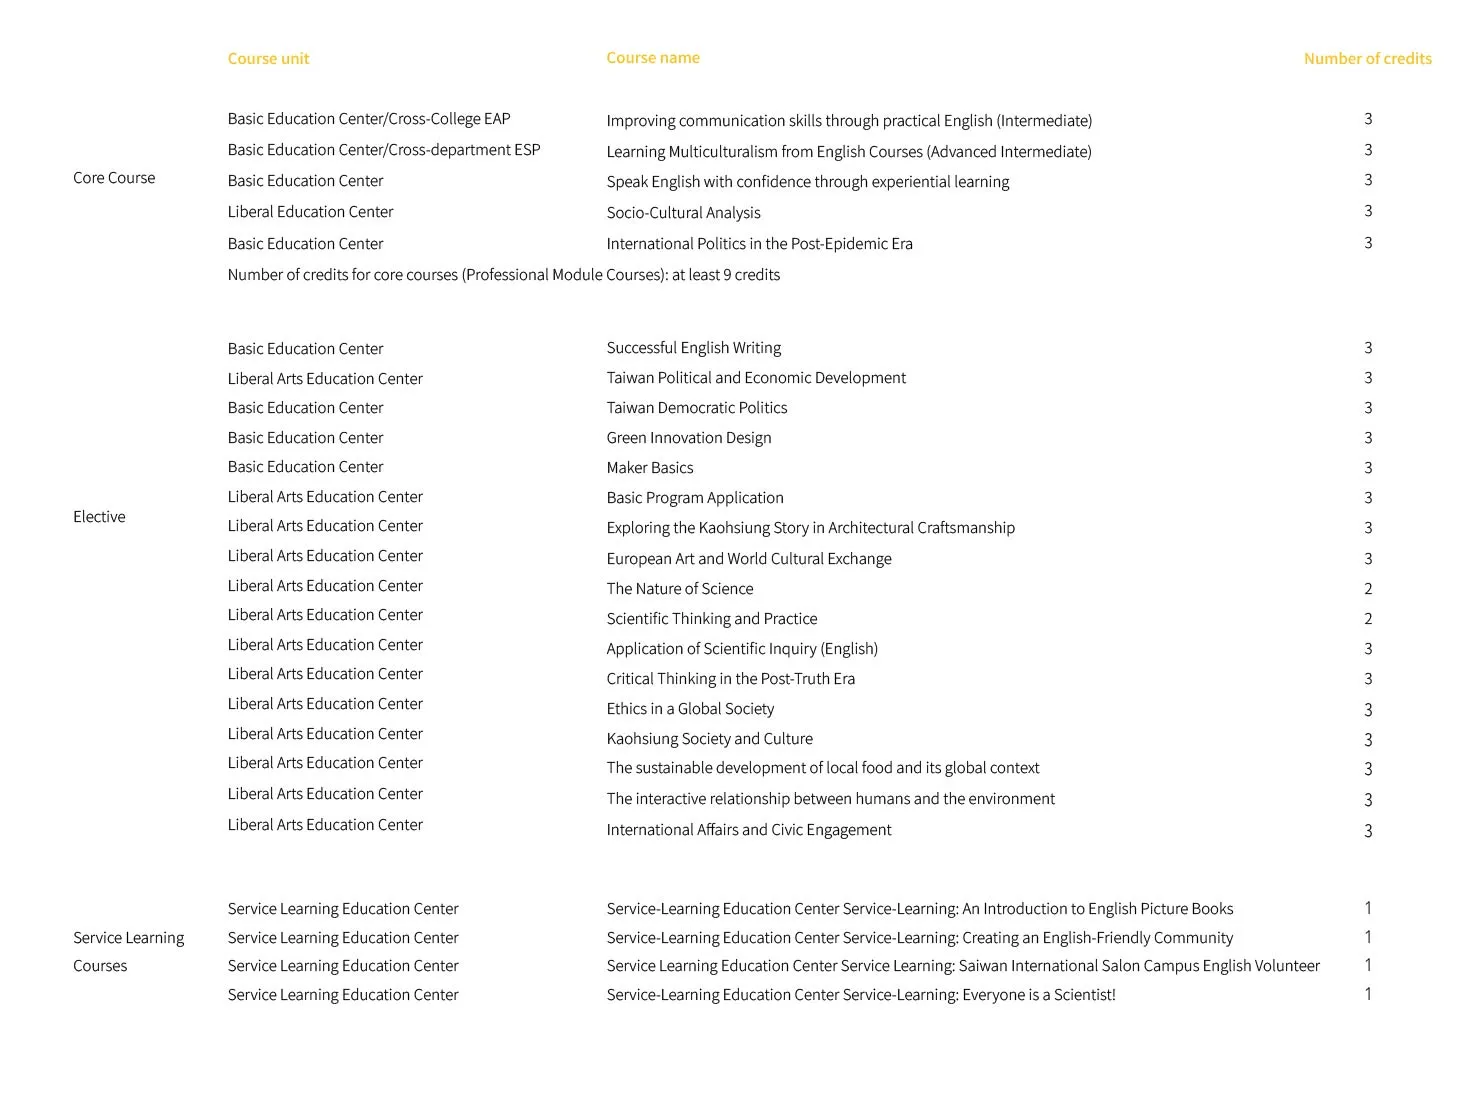 Course unit Course name Number of credits
Basic Education Center/Cross-College EAP Improving communication skills through practical English (Intermediate) 3
Basic Education Center/Cross-department ESP Learning Multiculturalism from English Courses (Advanced Intermediate) 3
Core Course Basic Education Center Speak English with confidence through experiential learning 3
Liberal Education Center Socio-Cultural Analysis 3
Basic Education Center International Politics in the Post-Epidemic Era 3
Number of credits for core courses (Professional Module Courses): at least 9 credits
Basic Education Center Successful English Writing 3
Liberal Arts Education Center Taiwan Political and Economic Development 3
Basic Education Center Taiwan Democratic Politics 3
Basic Education Center Green Innovation Design 3
Basic Education Center Maker Basics 3
Liberal Arts Education Center Basic Program Application 3
Elective Liberal Arts Education Center Exploring the Kaohsiung Story in Architectural Craftsmanship 3
Liberal Arts Education Center European Art and World Cultural Exchange 3
Liberal Arts Education Center The Nature of Science 2
Liberal Arts Education Center Scientific Thinking and Practice 2
Liberal Arts Education Center Application of Scientific Inquiry (English) 3
Liberal Arts Education Center Critical Thinking in the Post-Truth Era 3
Liberal Arts Education Center Ethics in a Global Society 3
Liberal Arts Education Center Kaohsiung Society and Culture 3
Liberal Arts Education Center The sustainable development of local food and its global context 3
Liberal Arts Education Center The interactive relationship between humans and the environment 3
Liberal Arts Education Center International Affairs and Civic Engagement 3
Service Learning Education Center Service-Learning Education Center Service-Learning: An Introduction to English Picture Books 1
Service Learning Service Learning Education Center Service-Learning Education Center Service-Learning: Creating an English-Friendly Community 1
Courses Service Learning Education Center Service Learning Education Center Service Learning: Saiwan International Salon Campus English Volunteer 1
Service Learning Education Center Service-Learning Education Center Service-Learning: Everyone is a Scientist! 1